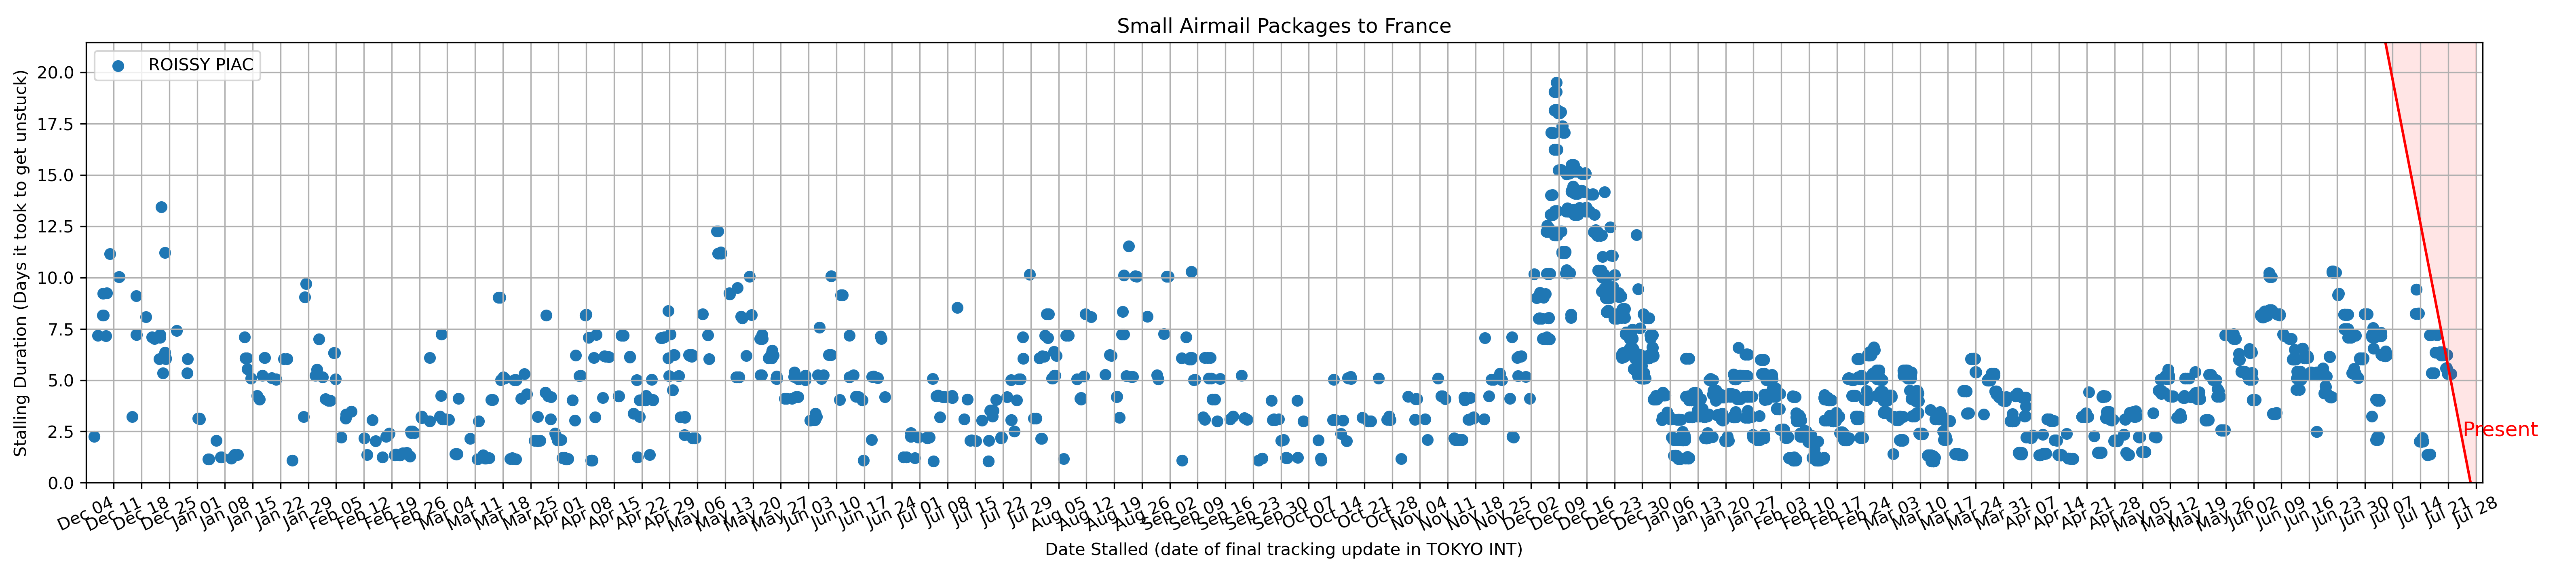 Small Airmail Packages to France
ROISSY PIAC
Stalling Duration (Days it took to get unstuck)
20.0
17.5
15.0
12.5
10.0
7.5
5.0
2.5
0.0
Present
Dec 04 Dec 11 Dec 18 Dec 25 Jan 01 Jan 08 Jan 15 Jan 22 Jan 29 Feb 05 Feb 12 Feb 19 Feb 26 Mar 04 Mar 11 Mar 18 Mar 25 Apr 01 Apr 08 Apr 15 Apr 22 Apr 29 May 06 May 13 May 20 May 27 Jun 03 Jun 10 Jun 17 Jun 24 Jul 01 Jul 08 Jul 15 Jul 22 Jul 29 Aug 05 Aug 12 Aug 19 Aug 26 Sep 02 Sep 09 Sep 16 Sep 23 Sep 30 Oct 07 Oct 14 Oct 21 Oct 28 Nov 04 Nov 11 Nov 18 Nov 25 Dec 02 Dec 09 Dec 16 Dec 23 Dec 30 Jan 06 Jan 13 Jan 20 Jan 27 Feb 03 Feb 10 Feb 17 Feb 24 Mar 03 Mar 10 Mar 17 Mar 24 Mar 31 Apr 07 Apr 14 Apr 21 Apr 28 May 05 May 12 May 19 May 26 Jun 02 Jun 09 Jun 16 Jun 23 Jun 30 Jul 07 Jul 14 Jul 21 Jul 28
Date Stalled (date of final tracking update in TOKYO INT)